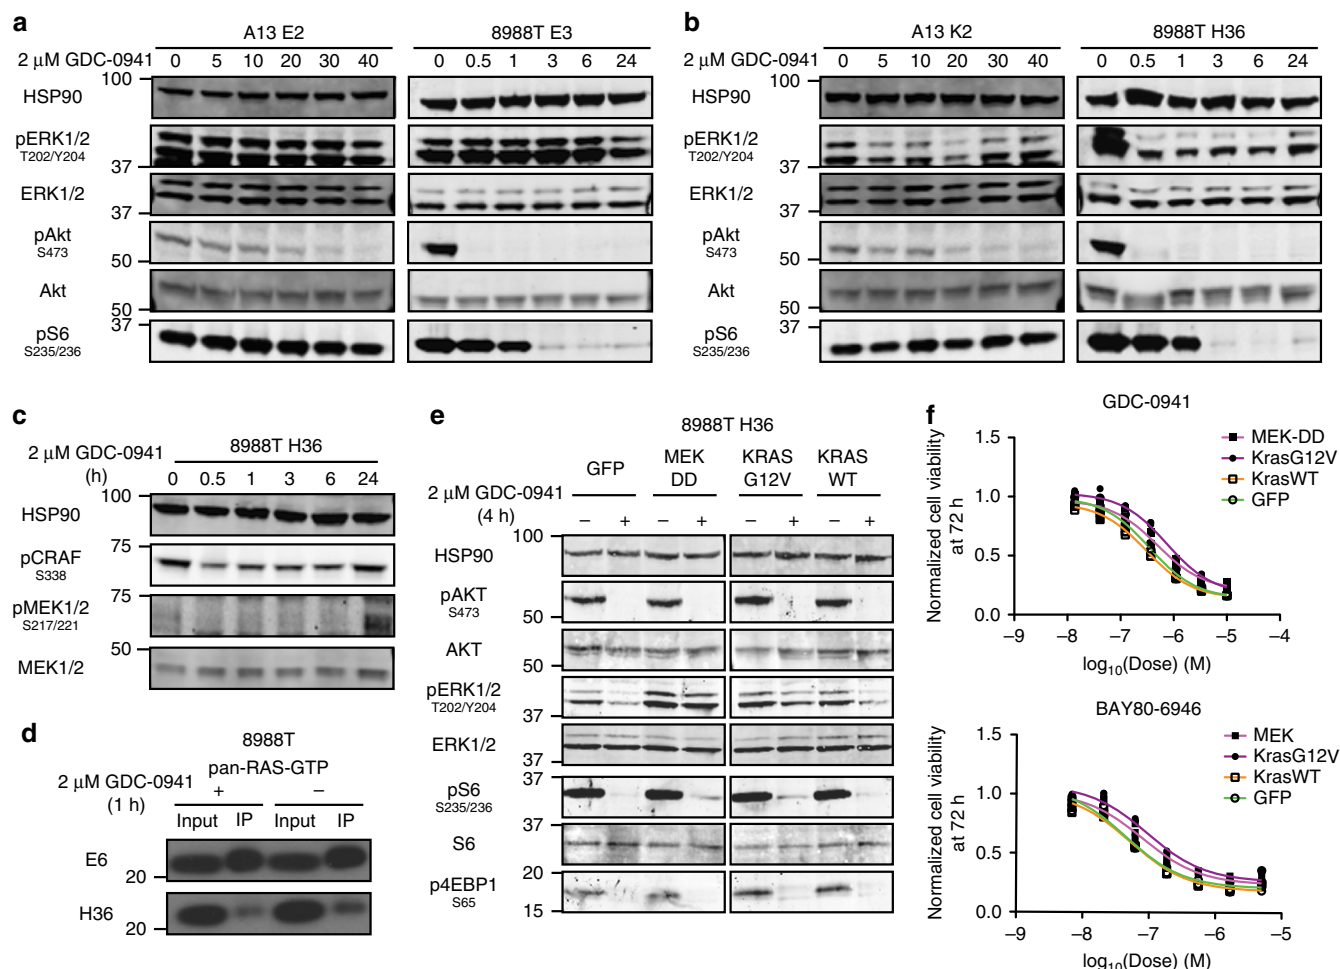 a
A13 E2
8988T E3
2 µM GDC-0941
0 5 10 20 30 40
0 0.5 1 3 6 24
100
HSP90
pERK1/2
T202/Y204
37
ERK1/2
37
pAkt
S473
50
Akt
50
37
pS6
S235/236
b
A13 K2
8988T H36
2 µM GDC-0941
0 5 10 20 30 40
0 0.5 1 3 6 24
100
HSP90
pERK1/2
T202/Y204
37
ERK1/2
37
pAkt
S473
50
Akt
50
37
pS6
S235/236
c
8988T H36
2 µM GDC-0941
(h)
0 0.5 1 3 6 24
100
HSP90
75
pCRAF
S338
75
pMEK1/2
S217/221
50
MEK1/2
d
8988T
pan-RAS-GTP
2 µM GDC-0941
(1 h)
+ –
Input IP Input IP
E6
20
H36
20
e
8988T H36
GFP
MEK
DD
KRAS
G12V
KRAS
WT
2 µM GDC-0941
(4 h)
– + – + – + – +
100
HSP90
pAKT
S473
50
AKT
50
pERK1/2
T202/Y204
37
ERK1/2
37
37
pS6
S235/236
37
S6
20
p4EBP1
S65
15
f
GDC-0941
Normalized cell viability
at 72 h
1.5
1.0
0.5
0.0
–9 –8 –7 –6 –5 –4
log10(Dose) (M)
MEK-DD
KrasG12V
KrasWT
GFP
BAY80-6946
Normalized cell viability
at 72 h
1.5
1.0
0.5
0.0
–9 –8 –7 –6 –5
log10(Dose) (M)
MEK
KrasG12V
KrasWT
GFP